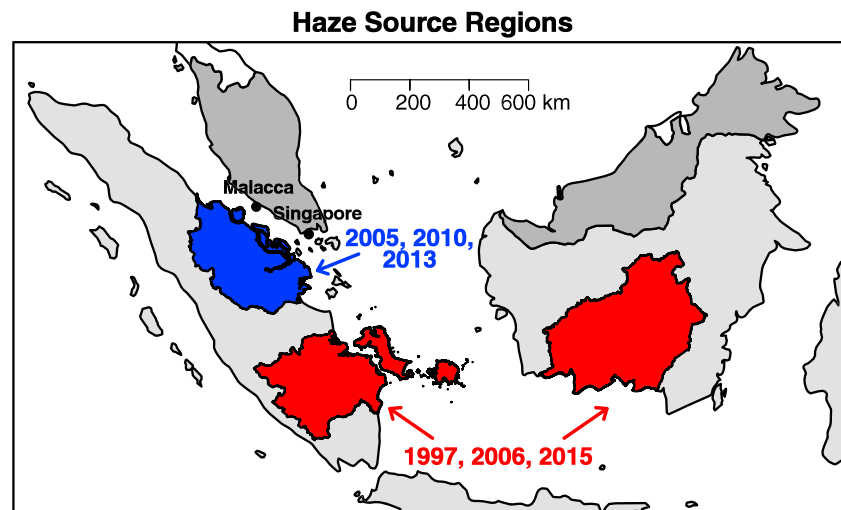 Haze Source Regions
0 200 400 600 km
Malacca
Singapore
2005, 2010,
2013
1997, 2006, 2015